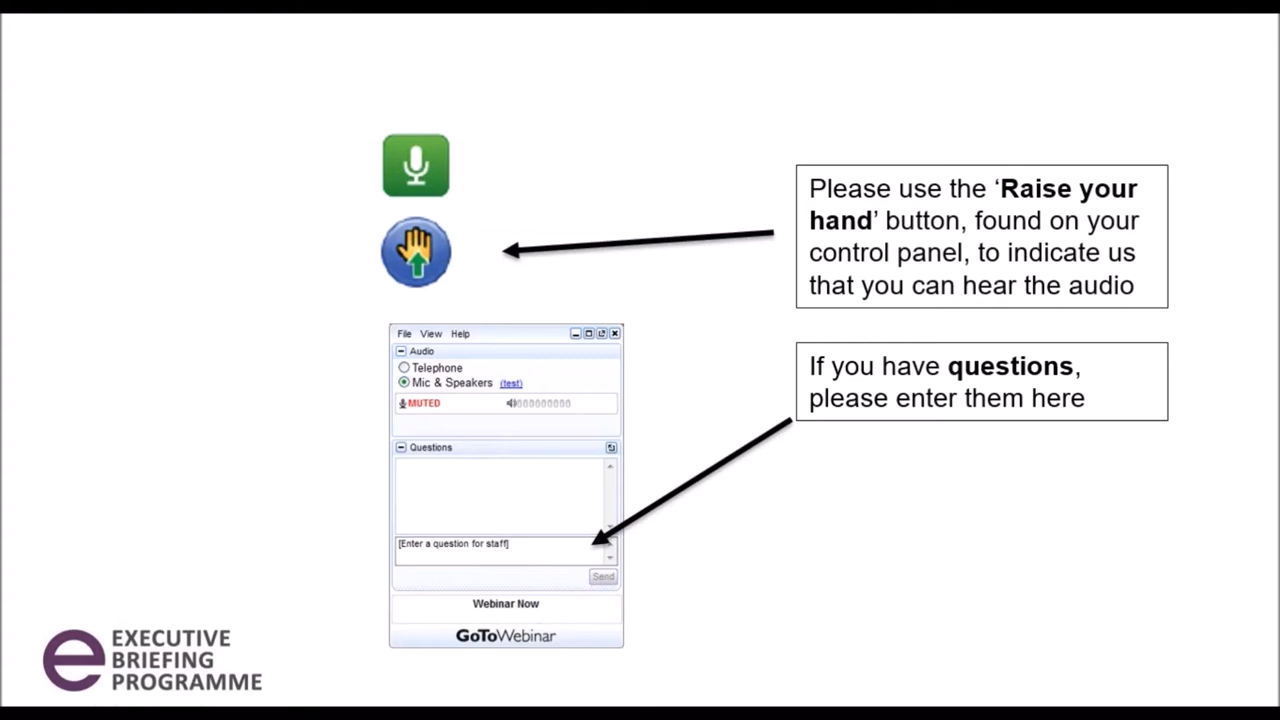 Please use the ‘Raise your
hand’ button, found on your
control panel, to indicate us
that you can hear the audio
File View Help
Audio
Telephone
Mic & Speakers (test)
MUTED
If you have questions,
please enter them here
Questions
[Enter a question for staff]
Send
Webinar Now
GoToWebinar
e EXECUTIVE
BRIEFING
PROGRAMME